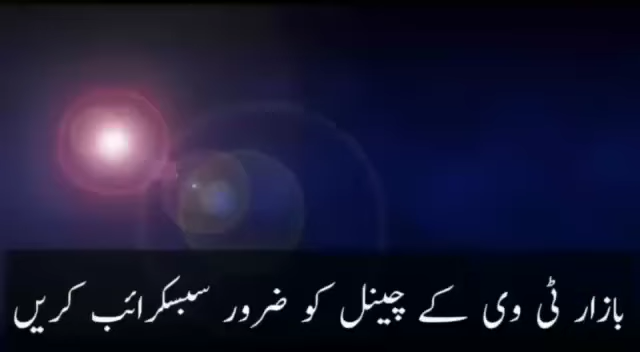 بازار ٹی وی کے چینل کو ضرور سبسکرائب کریں